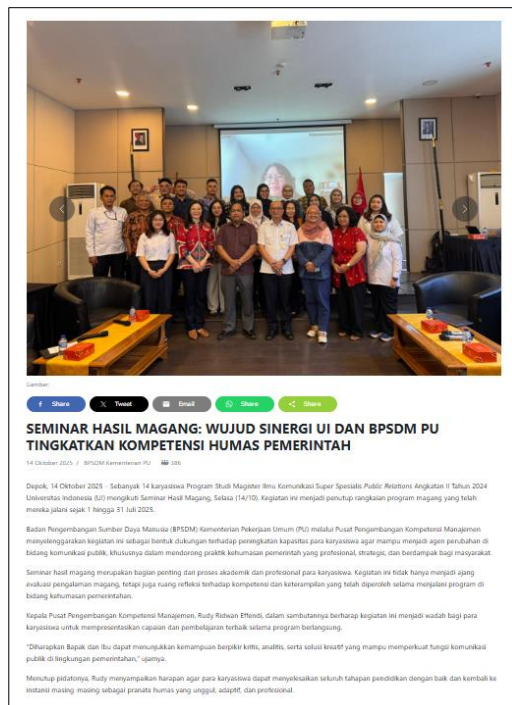 Gambar:
Share
Tweet
Email
Share
Share
SEMINAR HASIL MAGANG: WUJUD SINERGI UI DAN BPSDM PU
TINGKATKAN KOMPETENSI HUMAS PEMERINTAH
14 Oktober 2025 / BPSDM Kementerian PU / 386
Depok, 14 Oktober 2025 - Sebanyak 14 karyasiswa Program Studi Magister Ilmu Komunikasi Super Spesialis Public Relations Angkatan II Tahun 2024
Universitas Indonesia (UI) mengikuti Seminar Hasil Magang, Selasa (14/10). Kegiatan ini menjadi penutup rangkaian program magang yang telah
mereka jalani sejak 1 hingga 31 Juli 2025.
Badan Pengembangan Sumber Daya Manusia (BPSDM) Kementerian Pekerjaan Umum (PU) melalui Pusat Pengembangan Kompetensi Manajemen
menyelenggarakan kegiatan ini sebagai bentuk dukungan terhadap peningkatan kapasitas para karyasiswa agar mampu menjadi agen perubahan di
bidang komunikasi publik, khususnya dalam mendorong praktik kehumasan pemerintah yang profesional, strategis, dan berdampak bagi masyarakat.
Seminar hasil magang merupakan bagian penting dari proses akademik dan profesional para karyasiswa. Kegiatan ini tidak hanya menjadi ajang
evaluasi pengalaman magang, tetapi juga ruang refleksi terhadap kompetensi dan keterampilan yang telah diperoleh selama menjalani program di
bidang kehumasan pemerintahan.
Kepala Pusat Pengembangan Kompetensi Manajemen, Rudy Ridwan Effendi, dalam sambutannya berharap kegiatan ini menjadi wadah bagi para
karyasiswa untuk mempresentasikan capaian dan pembelajaran terbaik selama program berlangsung.
"Diharapkan Bapak dan Ibu dapat menunjukkan kemampuan berpikir kritis, analitis, serta solusi kreatif yang mampu memperkuat fungsi komunikasi
publik di lingkungan pemerintahan," ujarnya.
Menutup pidatonya, Rudy menyampaikan harapan agar para karyasiswa dapat menyelesaikan seluruh tahapan pendidikan dengan baik dan kembali ke
instansi masing-masing sebagai pranata humas yang unggul, adaptif, dan profesional.